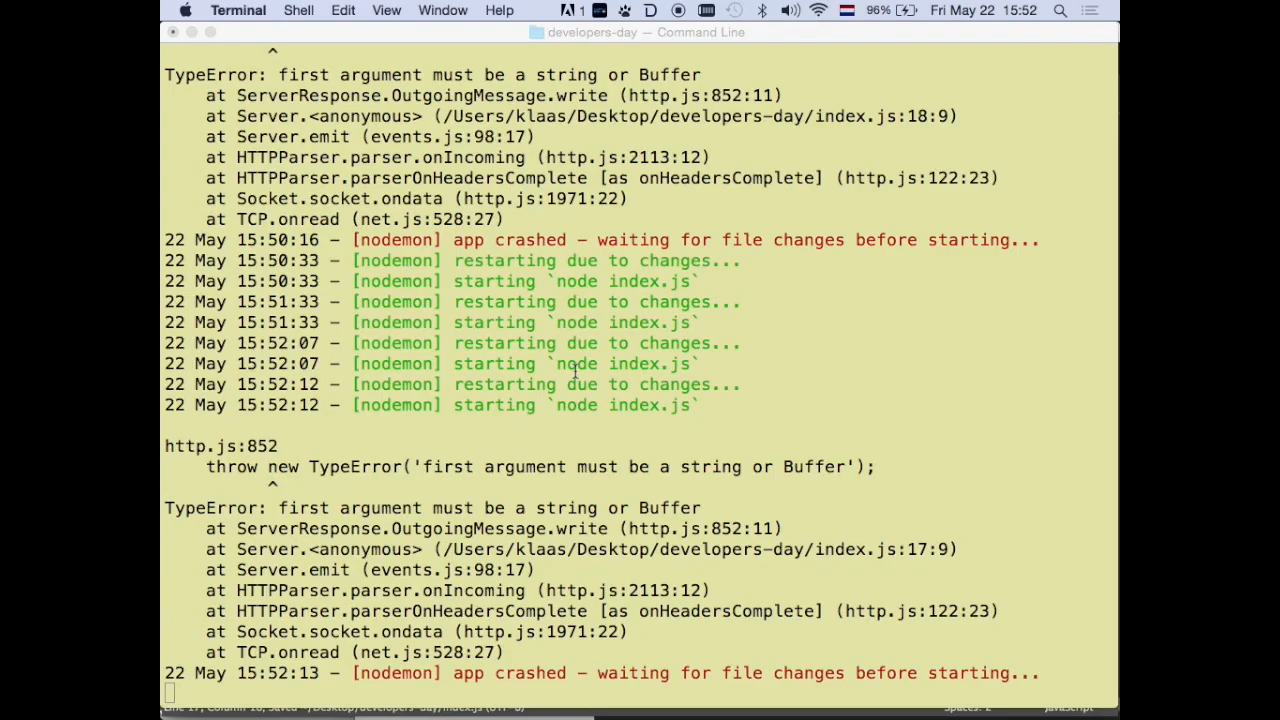 Terminal Shell Edit View Window Help 1 96% Fri May 22 15:52
developers-day — Command Line
^
TypeError: first argument must be a string or Buffer
at ServerResponse.OutgoingMessage.write (http.js:852:11)
at Server.<anonymous> (/Users/klaas/Desktop/developers-day/index.js:18:9)
at Server.emit (events.js:98:17)
at HTTPParser.parser.onIncoming (http.js:2113:12)
at HTTPParser.parserOnHeadersComplete [as onHeadersComplete] (http.js:122:23)
at Socket.socket.ondata (http.js:1971:22)
at TCP.onread (net.js:528:27)
22 May 15:50:16 – [nodemon] app crashed – waiting for file changes before starting...
22 May 15:50:33 – [nodemon] restarting due to changes...
22 May 15:50:33 – [nodemon] starting `node index.js`
22 May 15:51:33 – [nodemon] restarting due to changes...
22 May 15:51:33 – [nodemon] starting `node index.js`
22 May 15:52:07 – [nodemon] restarting due to changes...
22 May 15:52:07 – [nodemon] starting `node index.js`
22 May 15:52:12 – [nodemon] restarting due to changes...
22 May 15:52:12 – [nodemon] starting `node index.js`
http.js:852
throw new TypeError('first argument must be a string or Buffer');
^
TypeError: first argument must be a string or Buffer
at ServerResponse.OutgoingMessage.write (http.js:852:11)
at Server.<anonymous> (/Users/klaas/Desktop/developers-day/index.js:17:9)
at Server.emit (events.js:98:17)
at HTTPParser.parser.onIncoming (http.js:2113:12)
at HTTPParser.parserOnHeadersComplete [as onHeadersComplete] (http.js:122:23)
at Socket.socket.ondata (http.js:1971:22)
at TCP.onread (net.js:528:27)
22 May 15:52:13 – [nodemon] app crashed – waiting for file changes before starting...
Saved ~/Desktop/developers-day/index.js (UTF-8) Spaces: 2 JavaScript